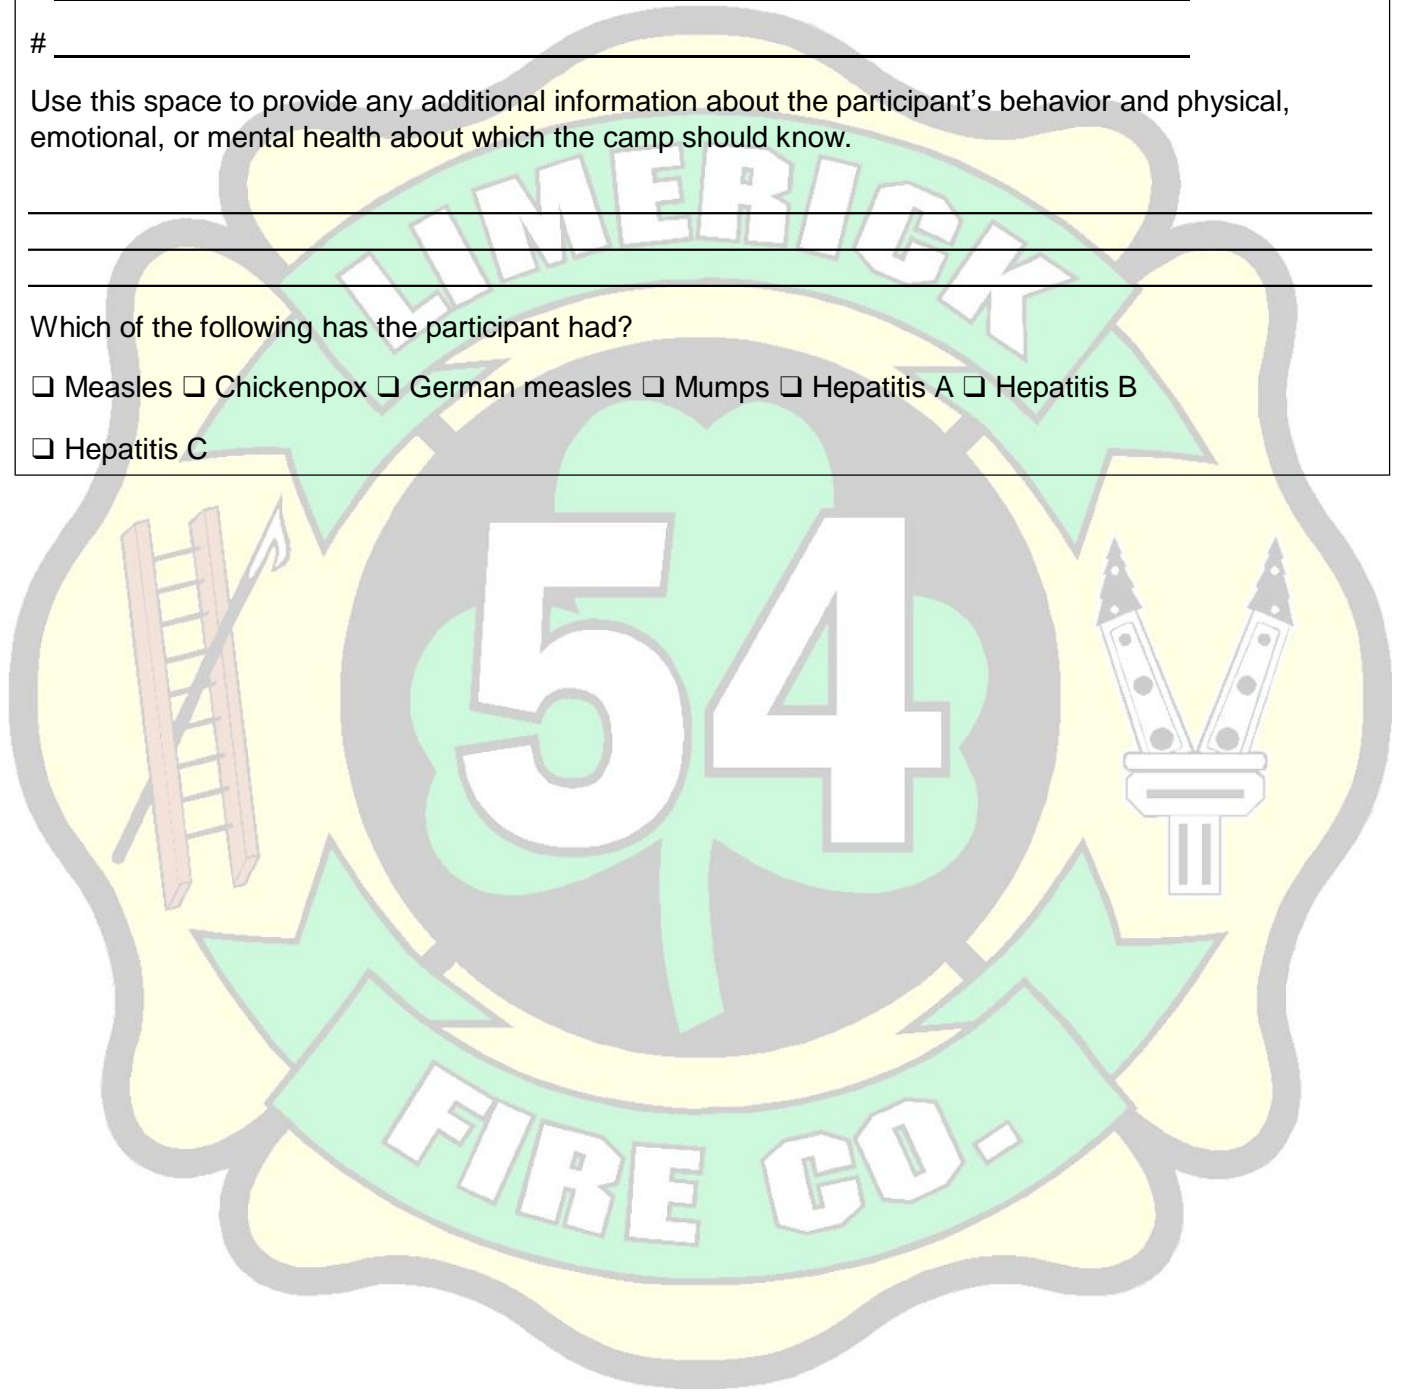 #
Use this space to provide any additional information about the participant’s behavior and physical,
emotional, or mental health about which the camp should know.
LIMERICK
Which of the following has the participant had?
❑ Measles ❑ Chickenpox ❑ German measles ❑ Mumps ❑ Hepatitis A ❑ Hepatitis B
❑ Hepatitis C
54
FIRE CO.